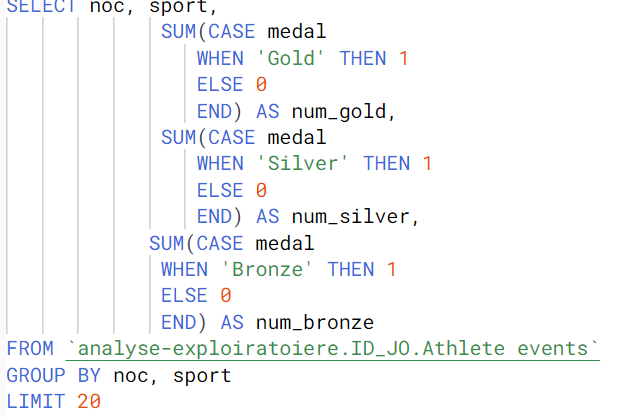 SELECT noc, sport,
SUM(CASE medal
WHEN 'Gold' THEN 1
ELSE 0
END) AS num_gold,
SUM(CASE medal
WHEN 'Silver' THEN 1
ELSE 0
END) AS num_silver,
SUM(CASE medal
WHEN 'Bronze' THEN 1
ELSE 0
END) AS num_bronze
FROM `analyse-exploiratoiere.ID_JO.Athlete events`
GROUP BY noc, sport
LIMIT 20